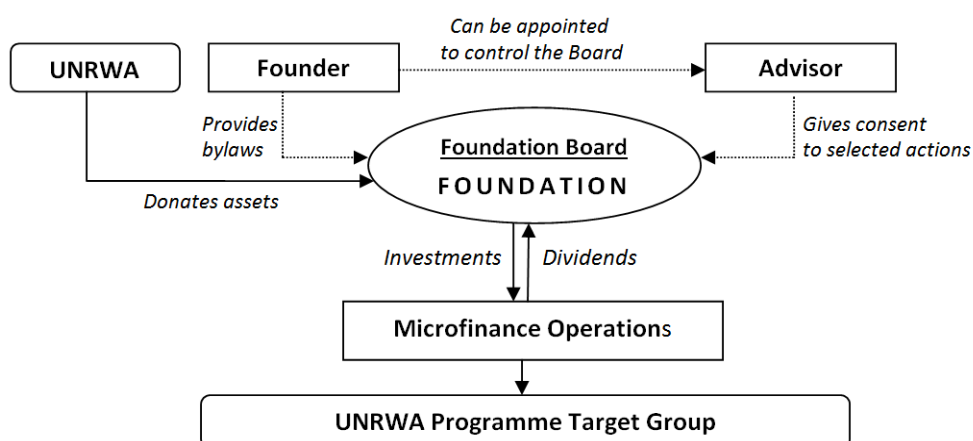 Can be appointed
to control the Board
UNRWA
Founder
Advisor
Provides
bylaws
Gives consent
to selected actions
Foundation Board
FOUNDATION
Donates assets
Investments
Dividends
Microfinance Operations
UNRWA Programme Target Group